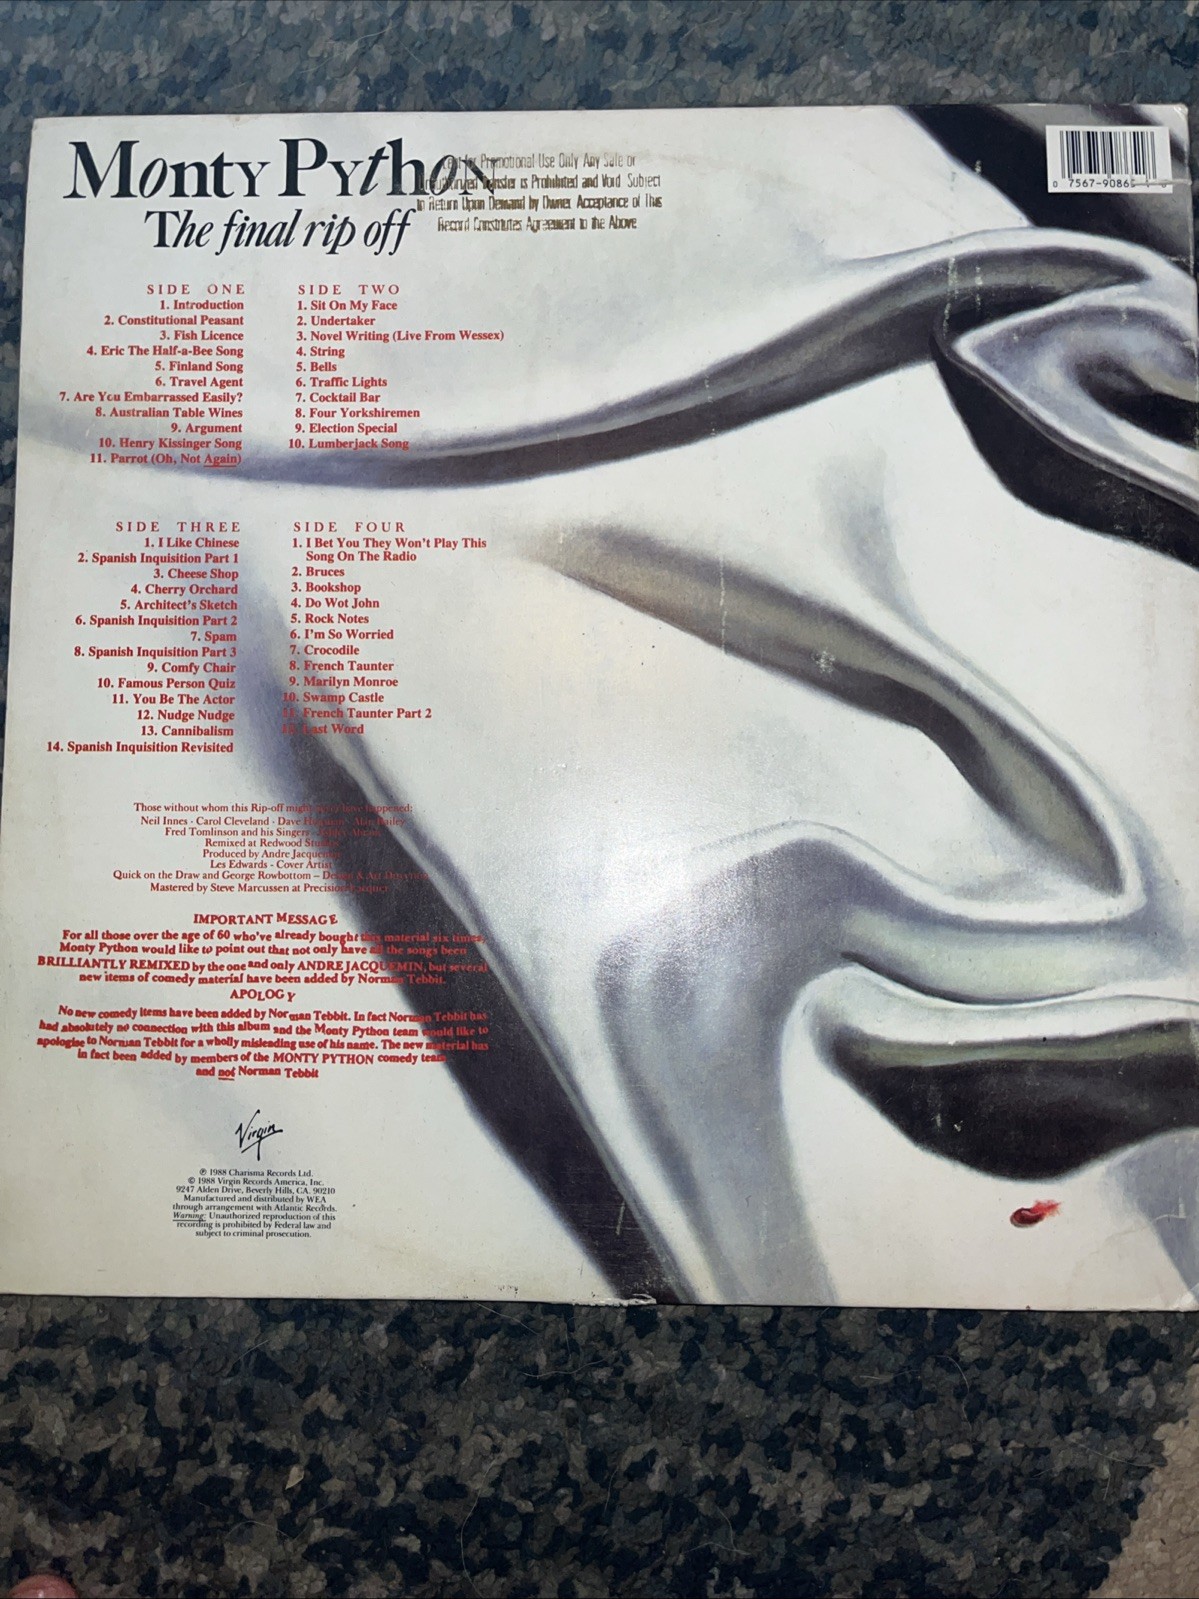 Monty Python
The final rip off
Promotional Use Only Any Sale or
is Prohibited and Void Subject
to Return Upon Demand by Owner Acceptance of This
Record Constitutes Agreement to the Above
0 7567-9086
SIDE ONE
1. Introduction
2. Constitutional Peasant
3. Fish Licence
4. Eric The Half-a-Bee Song
5. Finland Song
6. Travel Agent
7. Are You Embarrassed Easily?
8. Australian Table Wines
9. Argument
10. Henry Kissinger Song
11. Parrot (Oh, Not Again)
SIDE TWO
1. Sit On My Face
2. Undertaker
3. Novel Writing (Live From Wessex)
4. String
5. Bells
6. Traffic Lights
7. Cocktail Bar
8. Four Yorkshiremen
9. Election Special
10. Lumberjack Song
SIDE THREE
1. I Like Chinese
2. Spanish Inquisition Part 1
3. Cheese Shop
4. Cherry Orchard
5. Architect's Sketch
6. Spanish Inquisition Part 2
7. Spam
8. Spanish Inquisition Part 3
9. Comfy Chair
10. Famous Person Quiz
11. You Be The Actor
12. Nudge Nudge
13. Cannibalism
14. Spanish Inquisition Revisited
SIDE FOUR
1. I Bet You They Won't Play This
Song On The Radio
2. Bruces
3. Bookshop
4. Do Wot John
5. Rock Notes
6. I'm So Worried
7. Crocodile
8. French Taunter
9. Marilyn Monroe
10. Swamp Castle
11. French Taunter Part 2
12. Last Word
Those without whom this Rip-off might never have happened:
Neil Innes · Carol Cleveland · Dave Howman · Alan Bailey
Fred Tomlinson and his Singers
Remixed at Redwood Studios
Produced by Andre Jacquemin
Les Edwards - Cover Artist
Quick on the Draw and George Rowbottom – Design & Art Direction
Mastered by Steve Marcussen at Precision Lacquer
IMPORTANT MESSAGE
For all those over the age of 60 who've already bought this material six times,
Monty Python would like to point out that not only have all the songs been
BRILLIANTLY REMIXED by the one and only ANDRE JACQUEMIN, but several
new items of comedy material have been added by Norman Tebbit.
APOLOGY
No new comedy items have been added by Norman Tebbit. In fact Norman Tebbit has
had absolutely no connection with this album and the Monty Python team would like to
apologise to Norman Tebbit for a wholly misleading use of his name. The new material has
in fact been added by members of the MONTY PYTHON comedy team
and not Norman Tebbit
Virgin
℗ 1988 Charisma Records Ltd.
© 1988 Virgin Records America, Inc.
9247 Alden Drive, Beverly Hills, CA. 90210
Manufactured and distributed by WEA
through arrangement with Atlantic Records.
Warning: Unauthorized reproduction of this
recording is prohibited by Federal law and
subject to criminal prosecution.